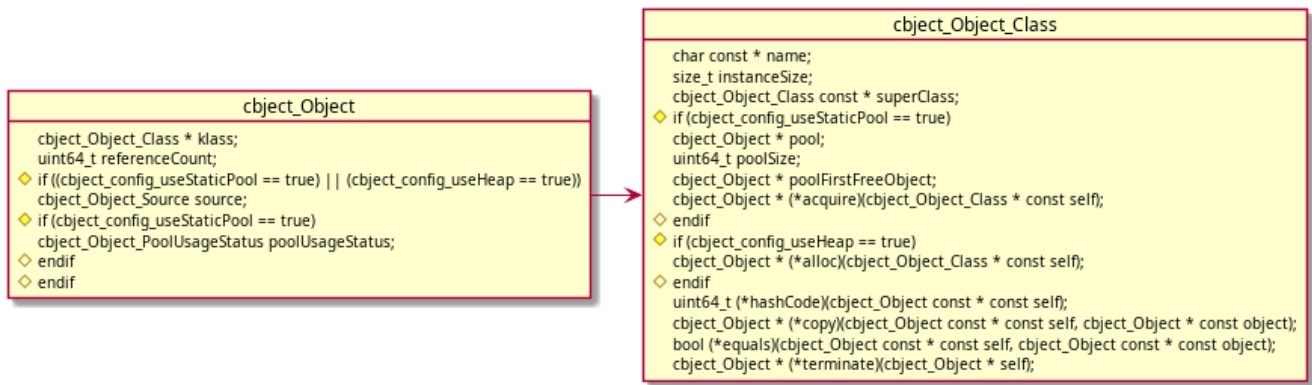 cbject_Object
cbject_Object_Class * klass;
uint64_t referenceCount;
if ((cbject_config_useStaticPool == true) || (cbject_config_useHeap == true))
cbject_Object_Source source;
if (cbject_config_useStaticPool == true)
cbject_Object_PoolUsageStatus poolUsageStatus;
endif
endif
cbject_Object_Class
char const * name;
size_t instanceSize;
cbject_Object_Class const * superClass;
if (cbject_config_useStaticPool == true)
cbject_Object * pool;
uint64_t poolSize;
cbject_Object * poolFirstFreeObject;
cbject_Object * (*acquire)(cbject_Object_Class * const self);
endif
if (cbject_config_useHeap == true)
cbject_Object * (*alloc)(cbject_Object_Class * const self);
endif
uint64_t (*hashCode)(cbject_Object const * const self);
cbject_Object * (*copy)(cbject_Object const * const self, cbject_Object * const object);
bool (*equals)(cbject_Object const * const self, cbject_Object const * const object);
cbject_Object * (*terminate)(cbject_Object * self);